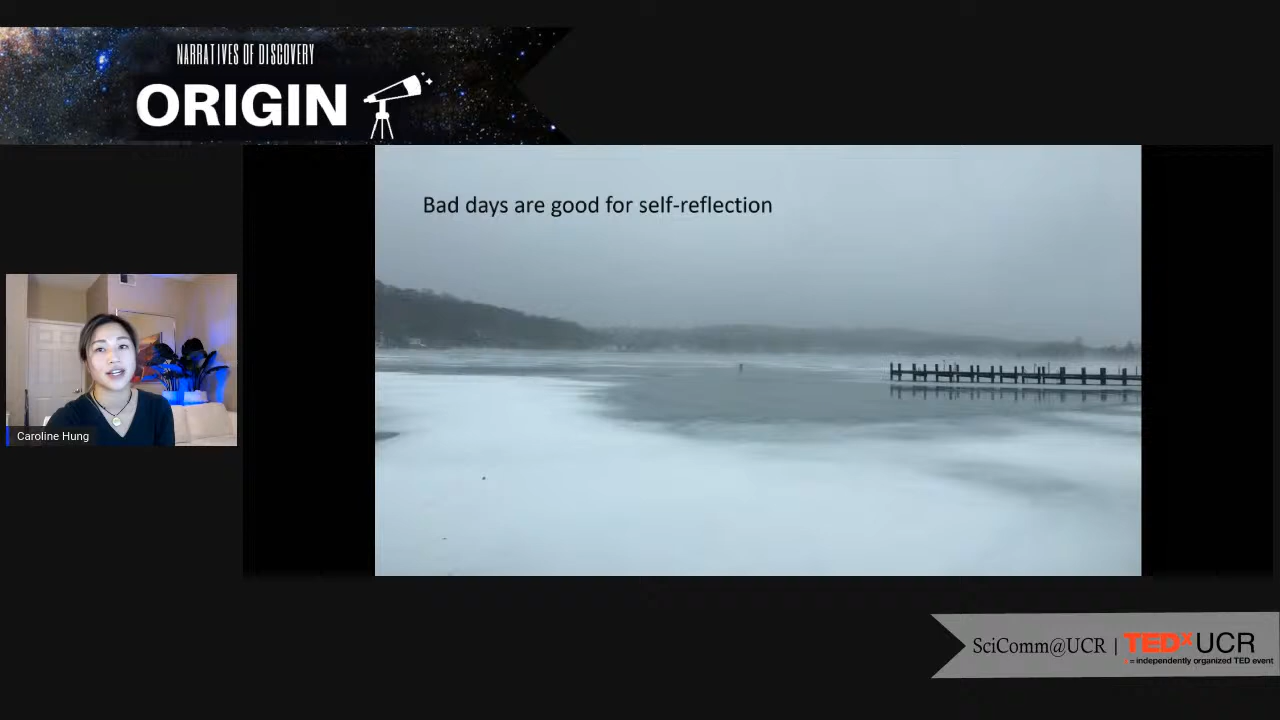 NARRATIVES OF DISCOVERY
ORIGIN
Bad days are good for self-reflection
Caroline Hung
SciComm@UCR | TEDxUCR
x = independently organized TED event